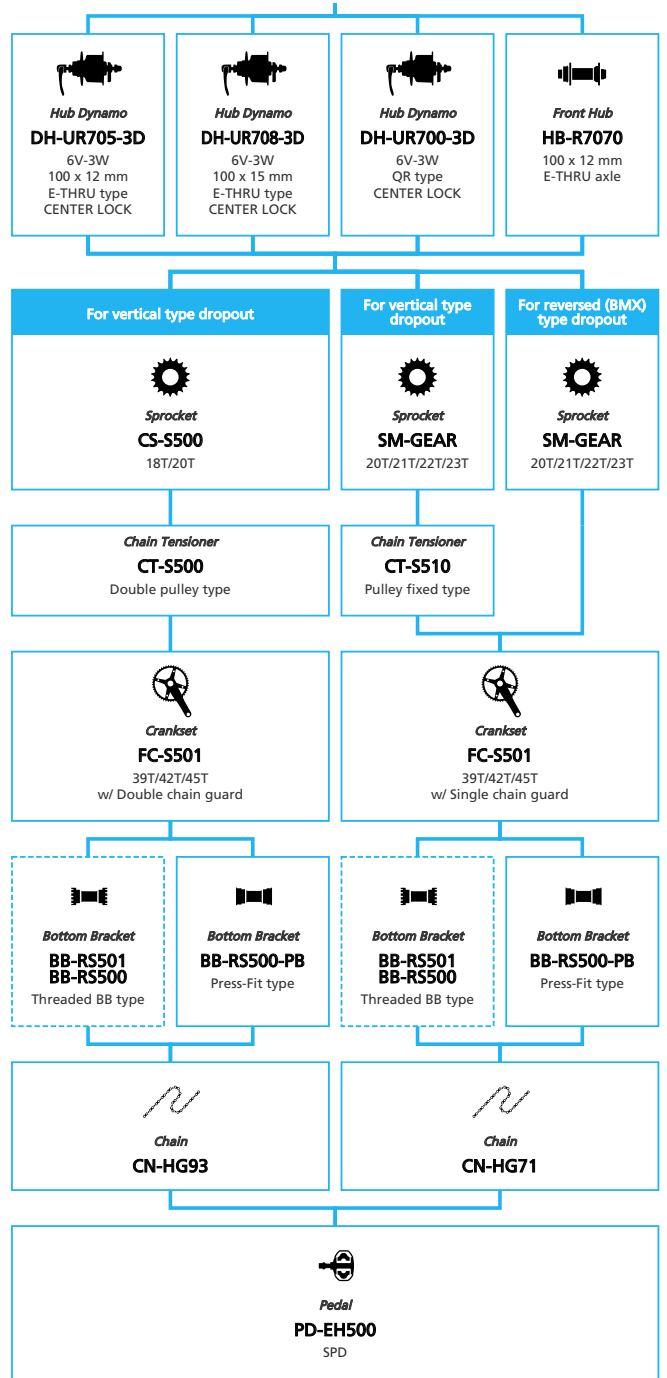 Hub Dynamo
DH-UR705-3D
6V-3W
100 x 12 mm
E-THRU type
CENTER LOCK
Hub Dynamo
DH-UR708-3D
6V-3W
100 x 15 mm
E-THRU type
CENTER LOCK
Hub Dynamo
DH-UR700-3D
6V-3W
QR type
CENTER LOCK
Front Hub
HB-R7070
100 x 12 mm
E-THRU axle
For vertical type dropout
Sprocket
CS-S500
18T/20T
For vertical type
dropout
Sprocket
SM-GEAR
20T/21T/22T/23T
For reversed (BMX)
type dropout
Sprocket
SM-GEAR
20T/21T/22T/23T
Chain Tensioner
CT-S500
Double pulley type
Chain Tensioner
CT-S510
Pulley fixed type
Crankset
FC-S501
39T/42T/45T
w/ Double chain guard
Crankset
FC-S501
39T/42T/45T
w/ Single chain guard
Bottom Bracket
BB-RS501
BB-RS500
Threaded BB type
Bottom Bracket
BB-RS500-PB
Press-Fit type
Bottom Bracket
BB-RS501
BB-RS500
Threaded BB type
Bottom Bracket
BB-RS500-PB
Press-Fit type
Chain
CN-HG93
Chain
CN-HG71
Pedal
PD-EH500
SPD